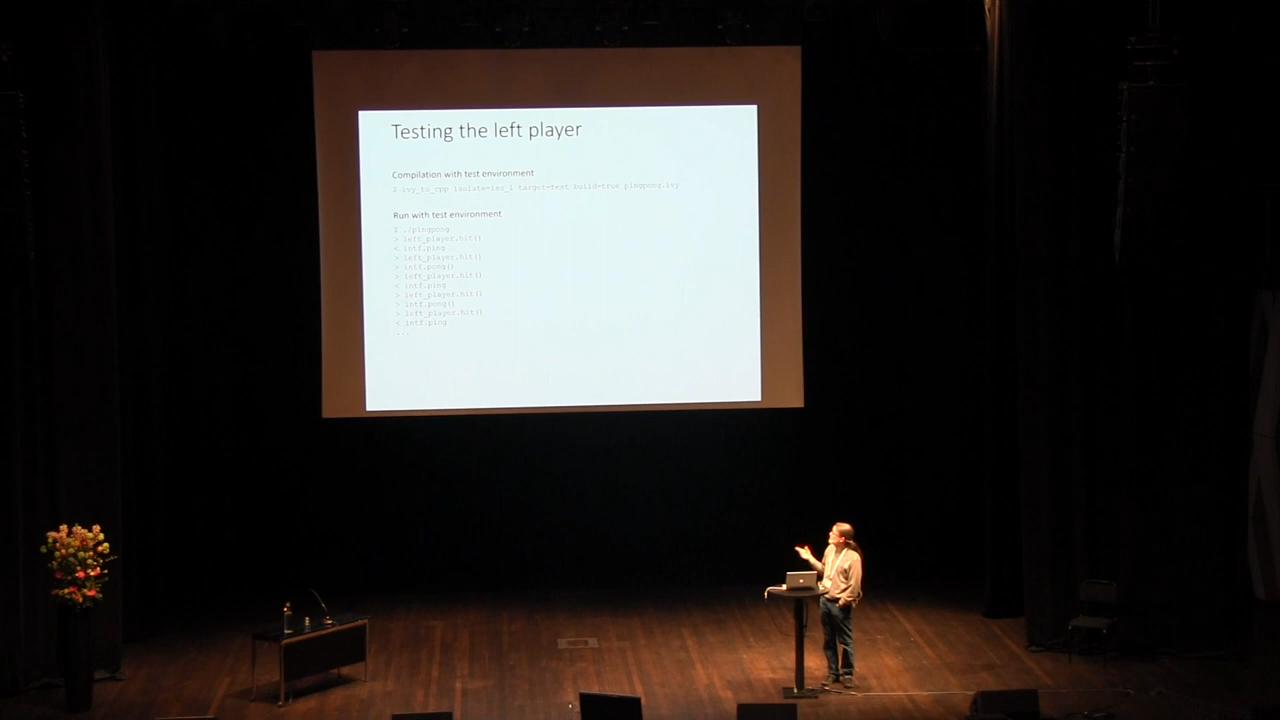 Testing the left player
Compilation with test environment
$ ivy_to_cpp isolate=iso_l target=test build=true pingpong.ivy
Run with test environment
$ ./pingpong
> left_player.hit()
< intf.ping
> left_player.hit()
> intf.pong()
> left_player.hit()
< intf.ping
> left_player.hit()
> intf.pong()
> left_player.hit()
< intf.ping
...